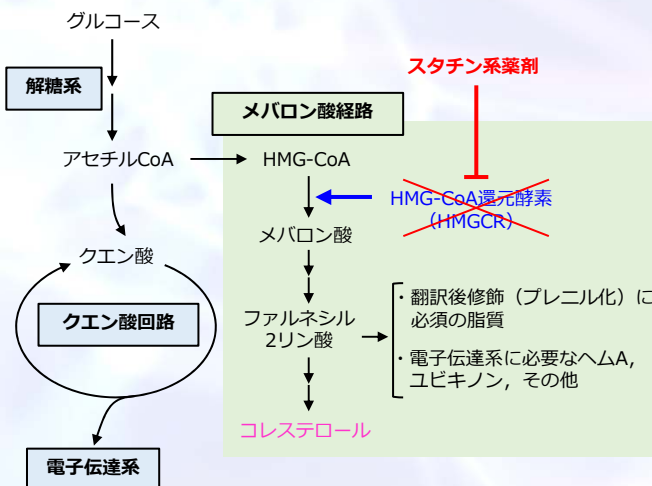 グルコース
解糖系
アセチルCoA
クエン酸
クエン酸回路
電子伝達系
スタチン系薬剤
メバロン酸経路
HMG-CoA
HMG-CoA還元酵素
（HMGCR）
メバロン酸
ファルネシル
2リン酸
・翻訳後修飾（プレニル化）に
必須の脂質
・電子伝達系に必要なヘムA，
ユビキノン，その他
コレステロール